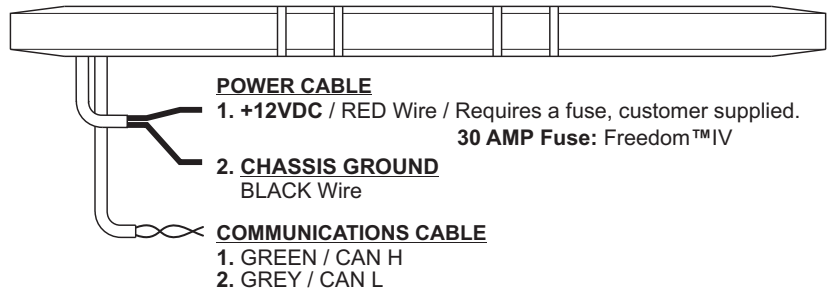 POWER CABLE
1. +12VDC / RED Wire / Requires a fuse, customer supplied.
30 AMP Fuse: Freedom™IV
2. CHASSIS GROUND
BLACK Wire
COMMUNICATIONS CABLE
1. GREEN / CAN H
2. GREY / CAN L